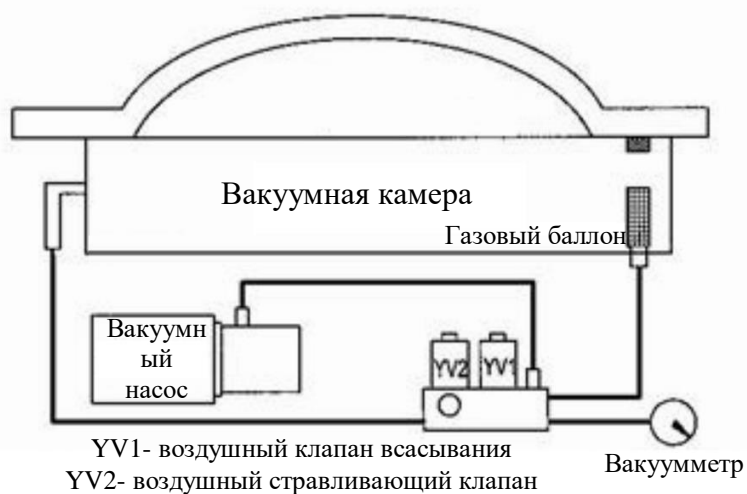 Вакуумная камера
Газовый баллон
Вакуумн
ый
насос
YV2 YV1
YV1- воздушный клапан всасывания
YV2- воздушный стравливающий клапан
Вакуумметр